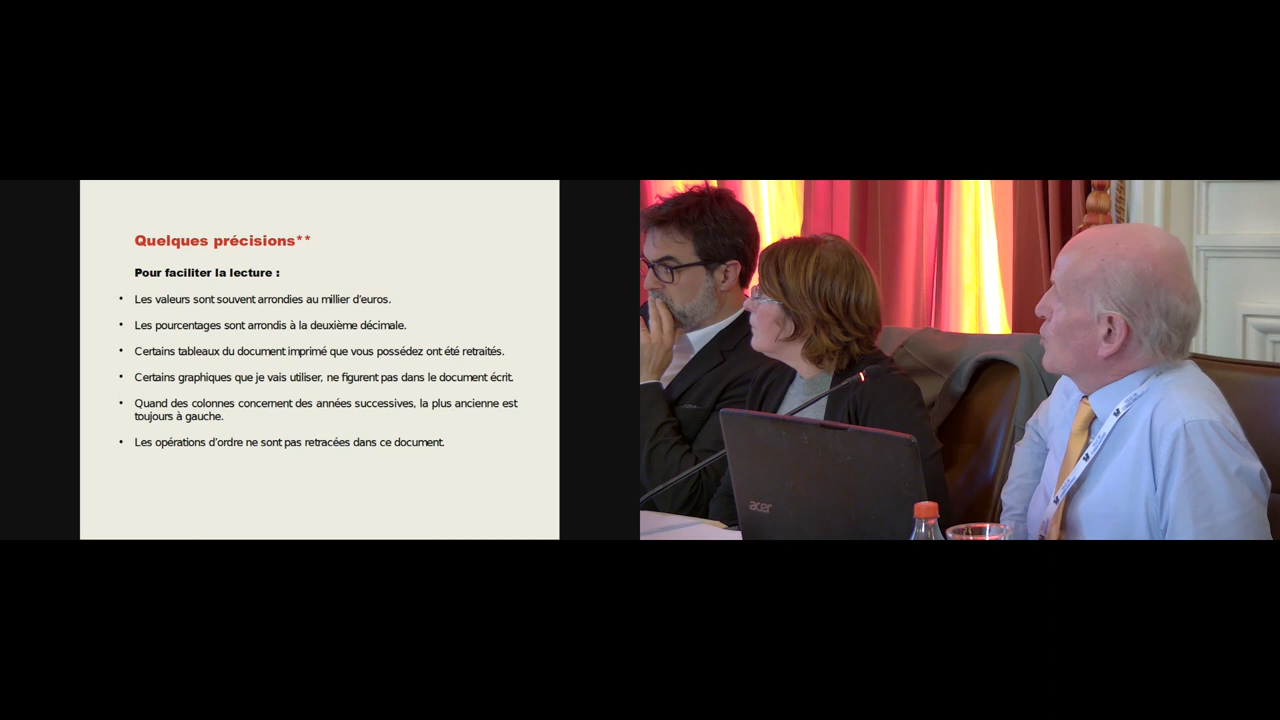 Quelques précisions**
Pour faciliter la lecture :
• Les valeurs sont souvent arrondies au millier d'euros.
• Les pourcentages sont arrondis à la deuxième décimale.
• Certains tableaux du document imprimé que vous possédez ont été retraités.
• Certains graphiques que je vais utiliser, ne figurent pas dans le document écrit.
• Quand des colonnes concernent des années successives, la plus ancienne est
toujours à gauche.
• Les opérations d'ordre ne sont pas retracées dans ce document.
acer